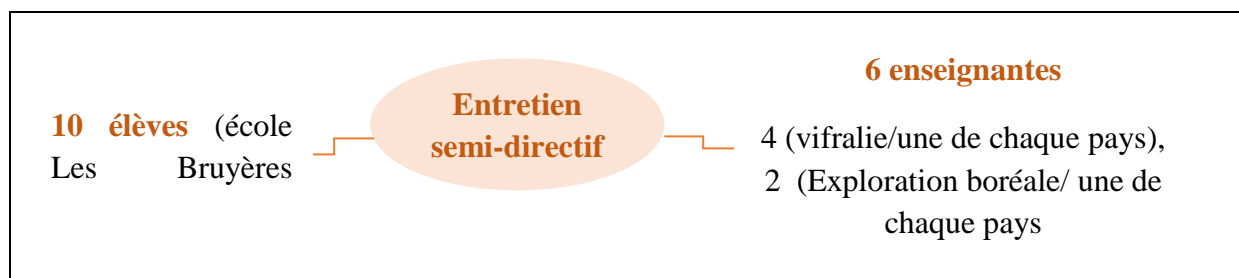 10 élèves (école
Les Bruyères
Entretien
semi-directif
6 enseignantes
4 (vifralie/une de chaque pays),
2 (Exploration boréale/ une de
chaque pays